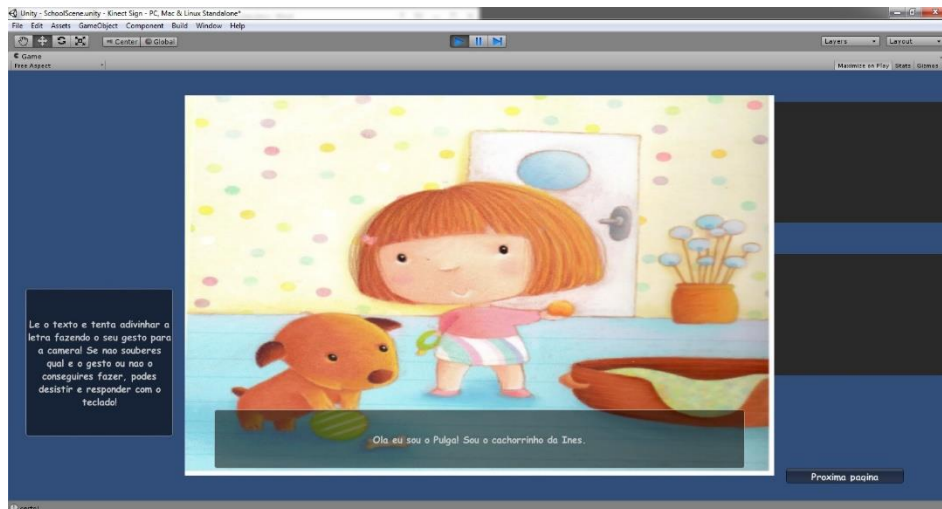 Unity - SchoolScene.unity - Kinect Sign - PC, Mac & Linux Standalone*
File Edit Assets GameObject Component Build Window Help
Center Global
Layers Layout
Game
Free Aspect
Maximize on Play Stats Gizmos
Le o texto e tenta adivinhar a
letra fazendo o seu gesto para
a camera! Se nao souberes
qual e o gesto ou nao o
conseguires fazer, podes
desistir e responder com o
teclado!
Ola eu sou o Pulga! Sou o cachorrinho da Ines.
Proxima pagina